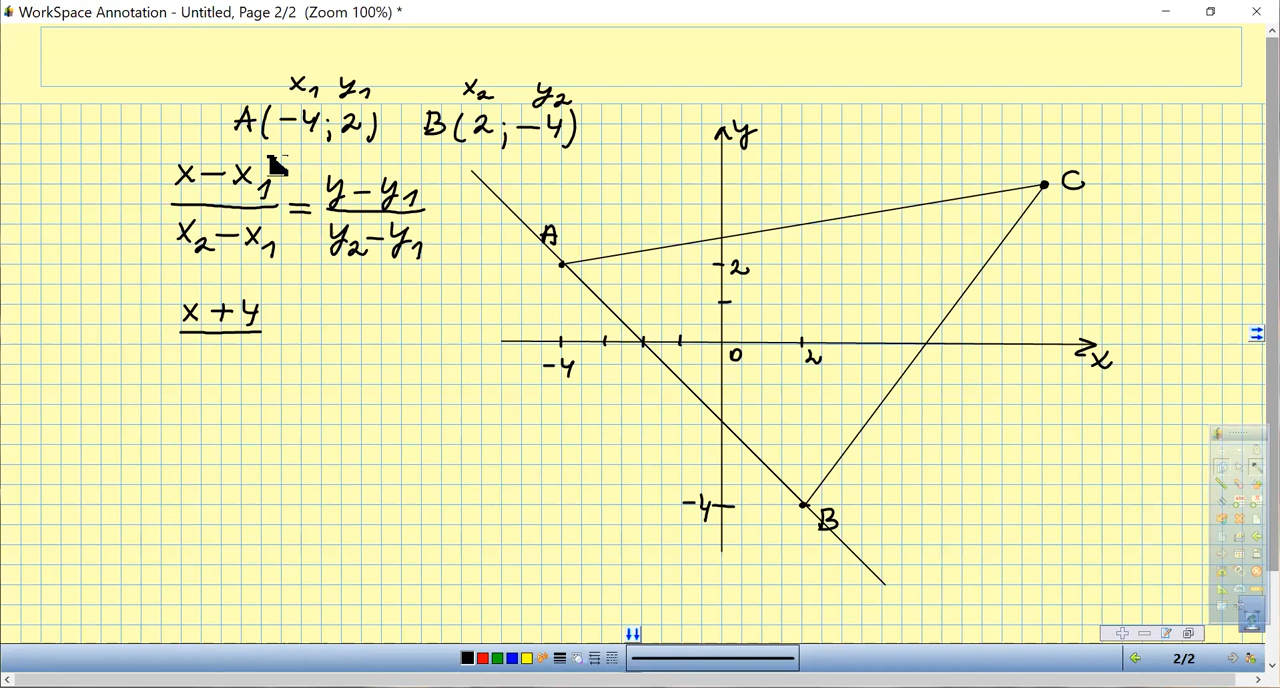 WorkSpace Annotation - Untitled, Page 2/2 (Zoom 100%) *
x₁ y₁ x₂ y₂
A(-4;2) B(2;-4)
x-x₁/x₂-x₁ = y-y₁/y₂-y₁
x+4
y
C
A
2
0
2
-4
x
-4
B
2/2